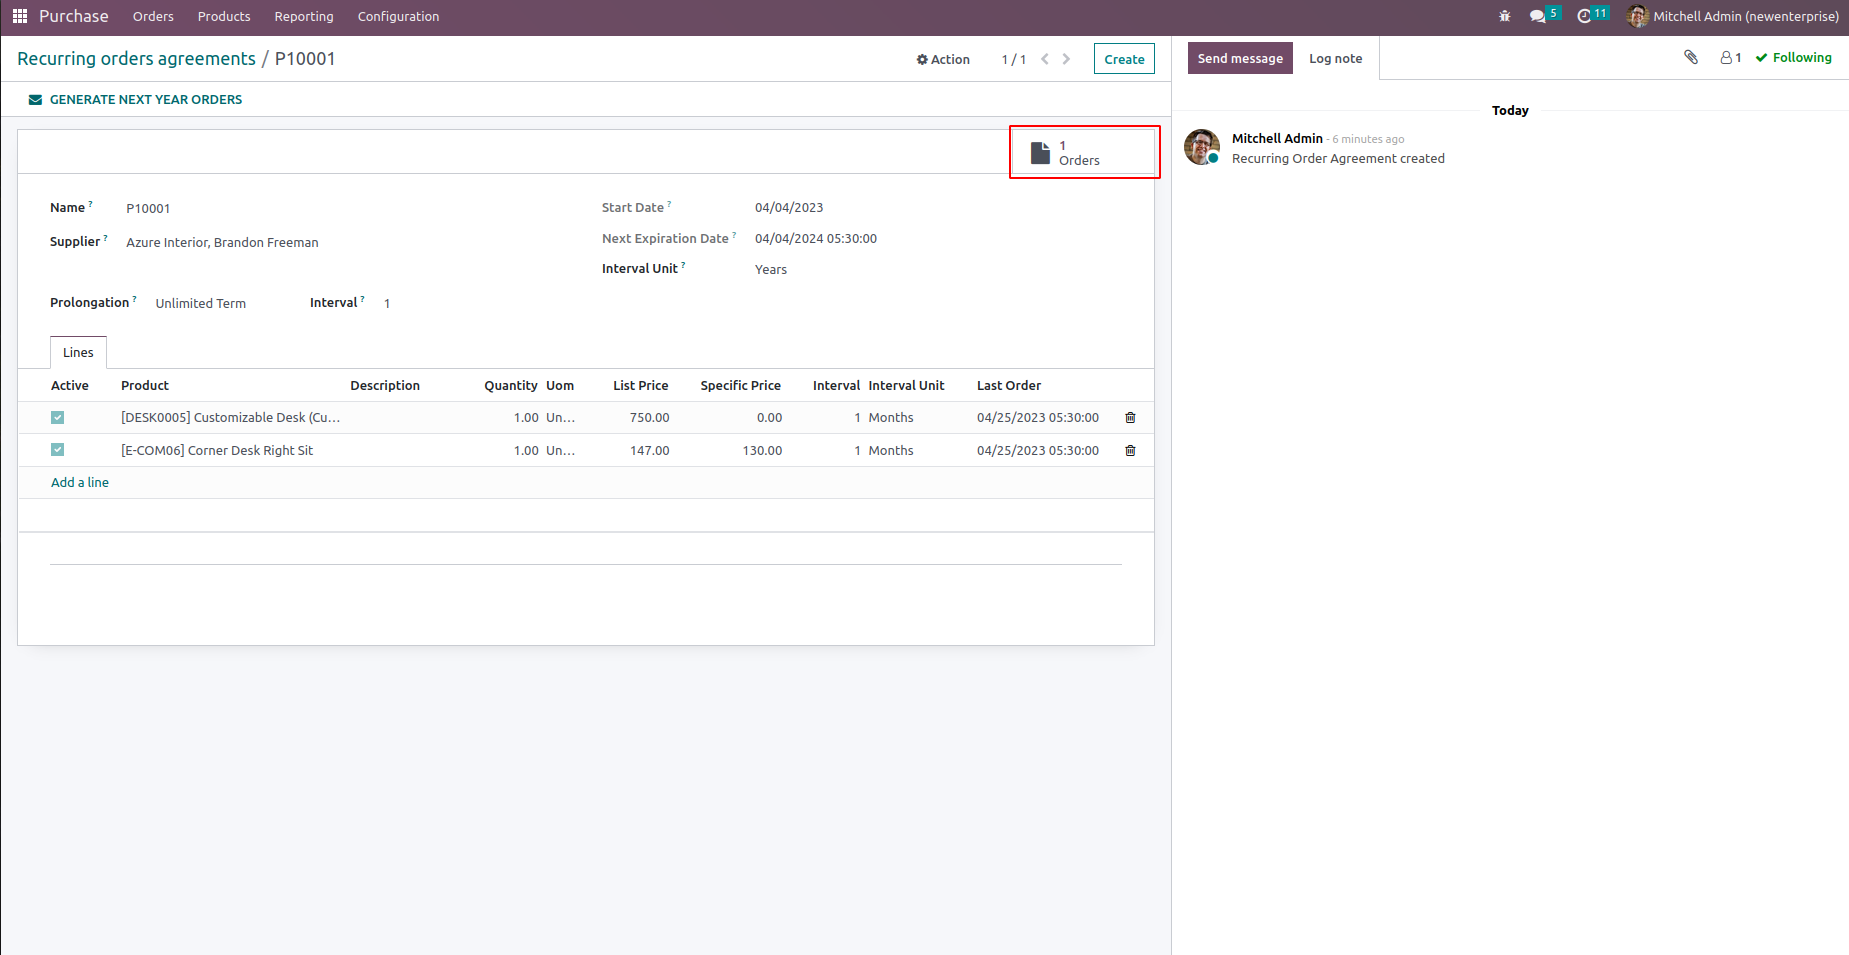 Purchase Orders Products Reporting Configuration 5 11 Mitchell Admin (newenterprise)
Recurring orders agreements / P10001 Action 1 / 1 Create
Send message Log note 1 Following
GENERATE NEXT YEAR ORDERS
1
Orders
Name ? P10001
Supplier ? Azure Interior, Brandon Freeman
Start Date ? 04/04/2023
Next Expiration Date ? 04/04/2024 05:30:00
Interval Unit ? Years
Prolongation ? Unlimited Term Interval ? 1
Lines
Active Product Description Quantity Uom List Price Specific Price Interval Interval Unit Last Order
[DESK0005] Customizable Desk (Cu... 1.00 Un... 750.00 0.00 1 Months 04/25/2023 05:30:00
[E-COM06] Corner Desk Right Sit 1.00 Un... 147.00 130.00 1 Months 04/25/2023 05:30:00
Add a line
Today
Mitchell Admin - 6 minutes ago
Recurring Order Agreement created